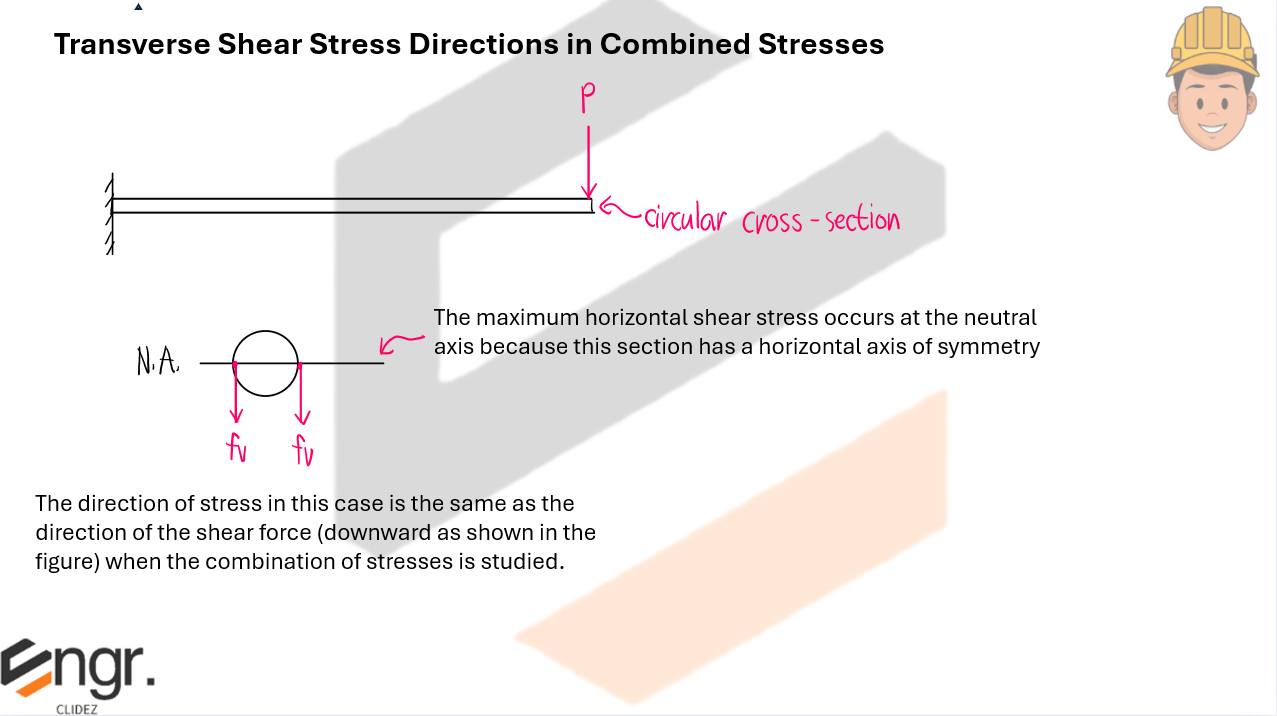 Transverse Shear Stress Directions in Combined Stresses
P
circular cross-section
The maximum horizontal shear stress occurs at the neutral
axis because this section has a horizontal axis of symmetry
N.A.
fv fv
The direction of stress in this case is the same as the
direction of the shear force (downward as shown in the
figure) when the combination of stresses is studied.
Engr.
CLIDEZ